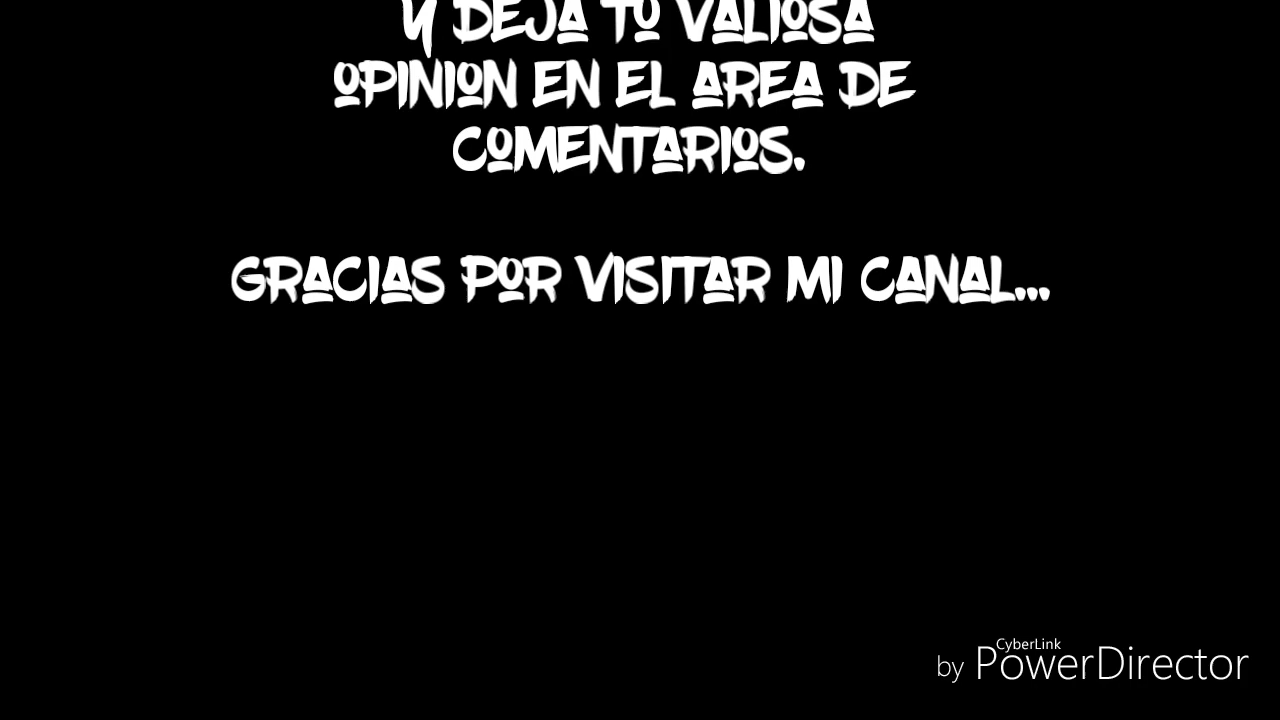 Y DEJA TU VALIOSA
OPINION EN EL AREA DE
COMENTARIOS.
GRACIAS POR VISITAR MI CANAL...
by CyberLink PowerDirector